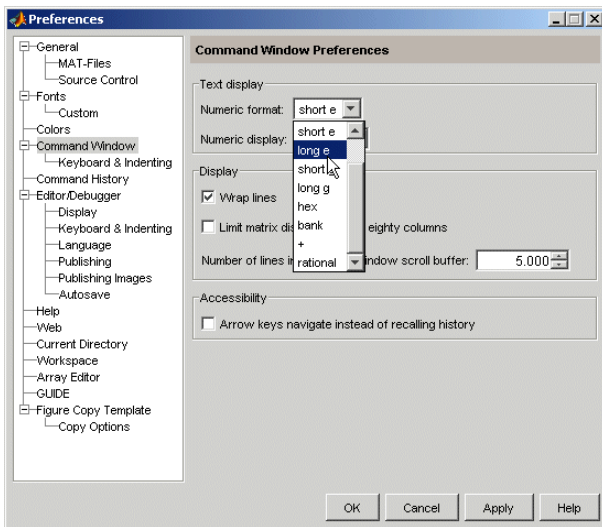 Preferences
General
MAT-Files
Source Control
Fonts
Custom
Colors
Command Window
Keyboard & Indenting
Command History
Editor/Debugger
Display
Keyboard & Indenting
Language
Publishing
Publishing Images
Autosave
Help
Web
Current Directory
Workspace
Array Editor
GUIDE
Figure Copy Template
Copy Options
Command Window Preferences
Text display
Numeric format: short e
Numeric display:
short e
long e
short
long g
hex
bank
+
rational
Display
Wrap lines
Limit matrix dis eighty columns
Number of lines in indow scroll buffer: 5.000
Accessibility
Arrow keys navigate instead of recalling history
OK Cancel Apply Help